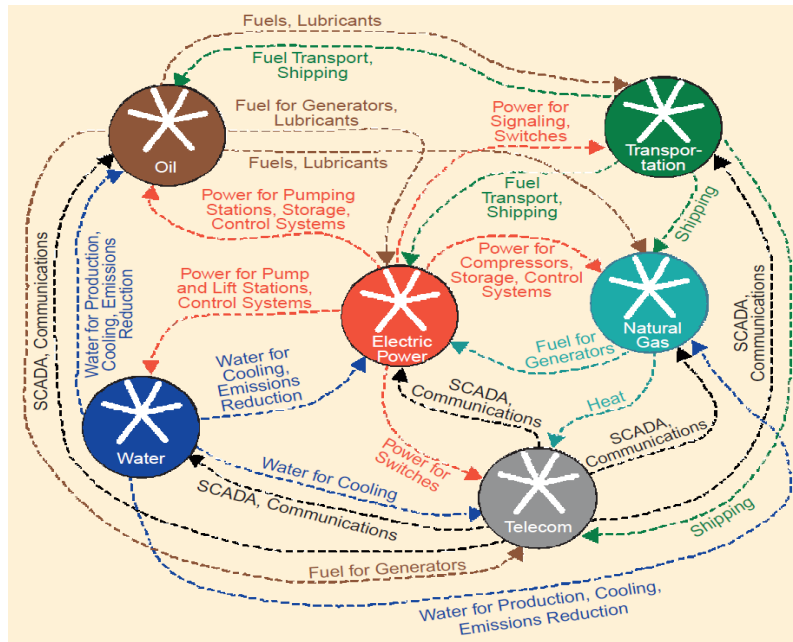 Fuels, Lubricants
Fuel Transport,
Shipping
Fuel for Generators,
Lubricants
Power for
Signaling,
Switches
Transpor-
tation
Oil
Fuels, Lubricants
Fuel
Transport,
Shipping
Shipping
Power for Pumping
Stations, Storage,
Control Systems
Power for
Compressors,
Storage, Control
Systems
SCADA, Communications
Water for Production,
Cooling, Emissions
Reduction
Power for Pump
and Lift Stations,
Control Systems
Electric
Power
Natural
Gas
SCADA,
Communications
Fuel for
Generators
Water for
Cooling,
Emissions
Reduction
SCADA,
Communications
Heat
SCADA,
Communications
Water
Power for
Switches
Water for Cooling
SCADA, Communications
Telecom
Shipping
Fuel for Generators
Water for Production, Cooling,
Emissions Reduction